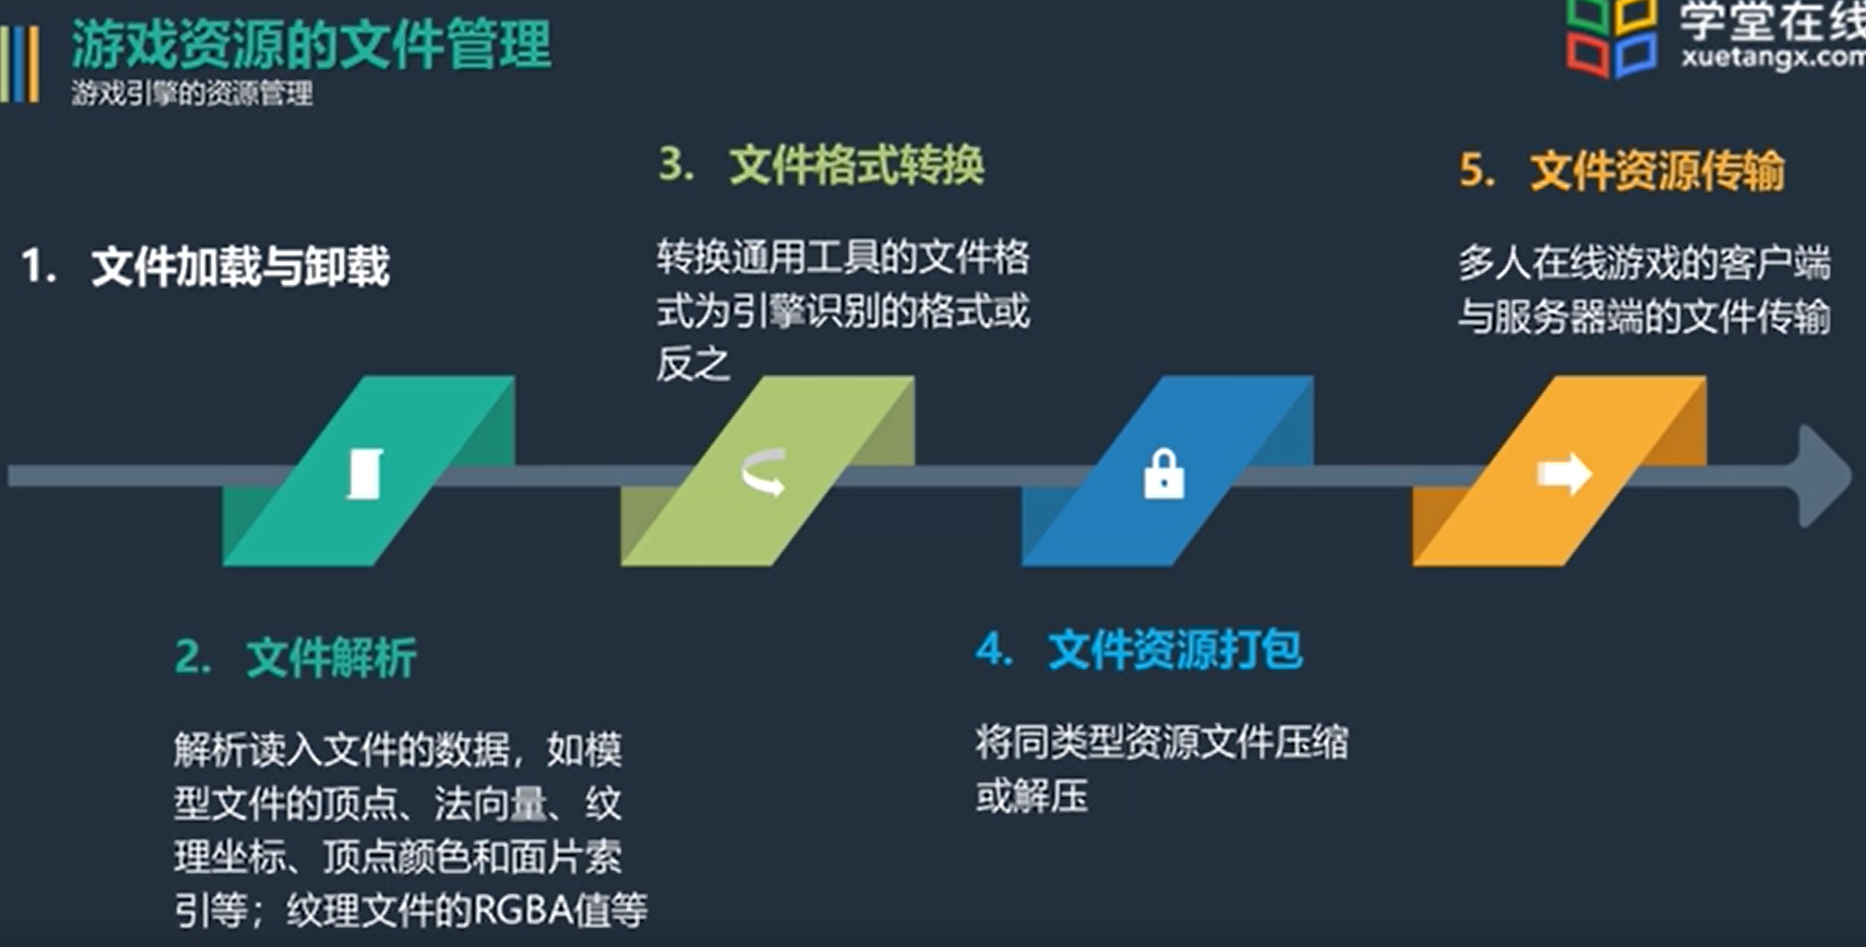 游戏资源的文件管理
游戏引擎的资源管理
学堂在线
xuetangx.com
1. 文件加载与卸载
2. 文件解析
解析读入文件的数据，如模
型文件的顶点、法向量、纹
理坐标、顶点颜色和面片索
引等；纹理文件的RGBA值等
3. 文件格式转换
转换通用工具的文件格
式为引擎识别的格式或
反之
4. 文件资源打包
将同类型资源文件压缩
或解压
5. 文件资源传输
多人在线游戏的客户端
与服务器端的文件传输